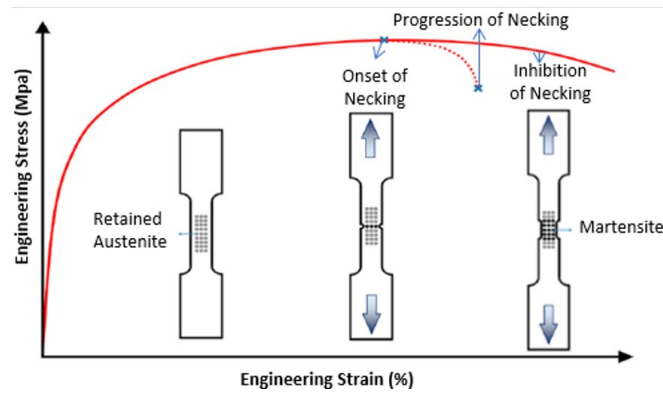 Progression of Necking
Onset of
Necking
Inhibition
of Necking
Engineering Stress (Mpa)
Retained
Austenite
Martensite
Engineering Strain (%)